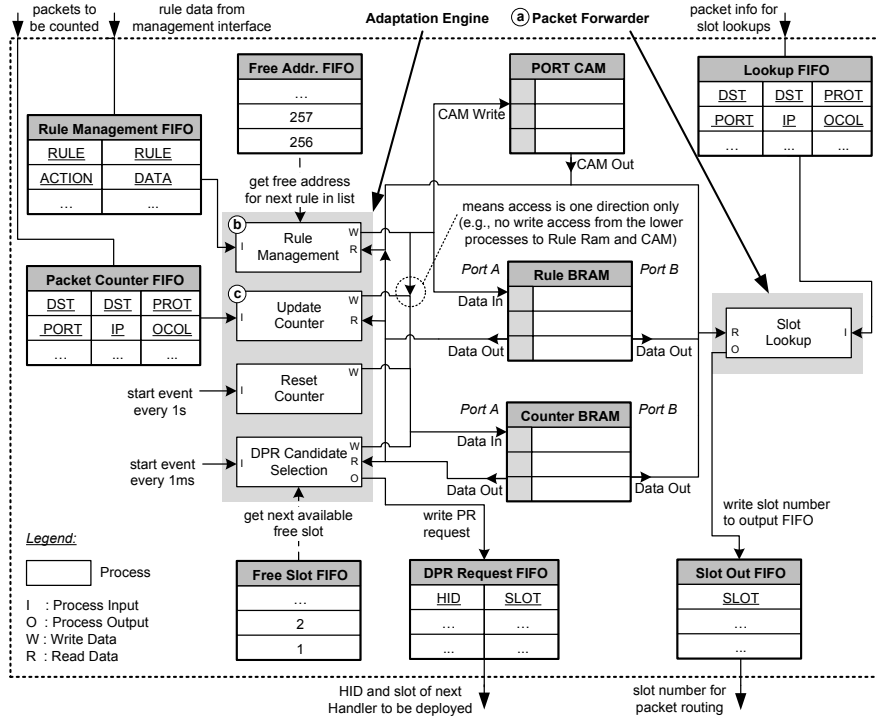 packets to
be counted
rule data from
management interface
Adaptation Engine
a Packet Forwarder
packet info for
slot lookups
Free Addr. FIFO
...
257
256
PORT CAM
CAM Write
CAM Out
Lookup FIFO
DST DST PROT
PORT IP OCOL
... ... ...
Rule Management FIFO
RULE RULE
ACTION DATA
... ...
get free address
for next rule in list
means access is one direction only
(e.g., no write access from the lower
processes to Rule Ram and CAM)
b
I Rule Management W R
Packet Counter FIFO
DST DST PROT
PORT IP OCOL
... ... ...
c
I Update Counter W R
Port A Rule BRAM Port B
Data In
Data Out Data Out
R O Slot Lookup I
start event
every 1s
I Reset Counter W
Port A Counter BRAM Port B
Data In
Data Out Data Out
start event
every 1ms
I DPR Candidate Selection W R O
get next available
free slot
write PR
request
write slot number
to output FIFO
Legend:
Process
I : Process Input
O : Process Output
W : Write Data
R : Read Data
Free Slot FIFO
...
2
1
DPR Request FIFO
HID SLOT
... ...
... ...
Slot Out FIFO
SLOT
...
...
HID and slot of next
Handler to be deployed
slot number for
packet routing